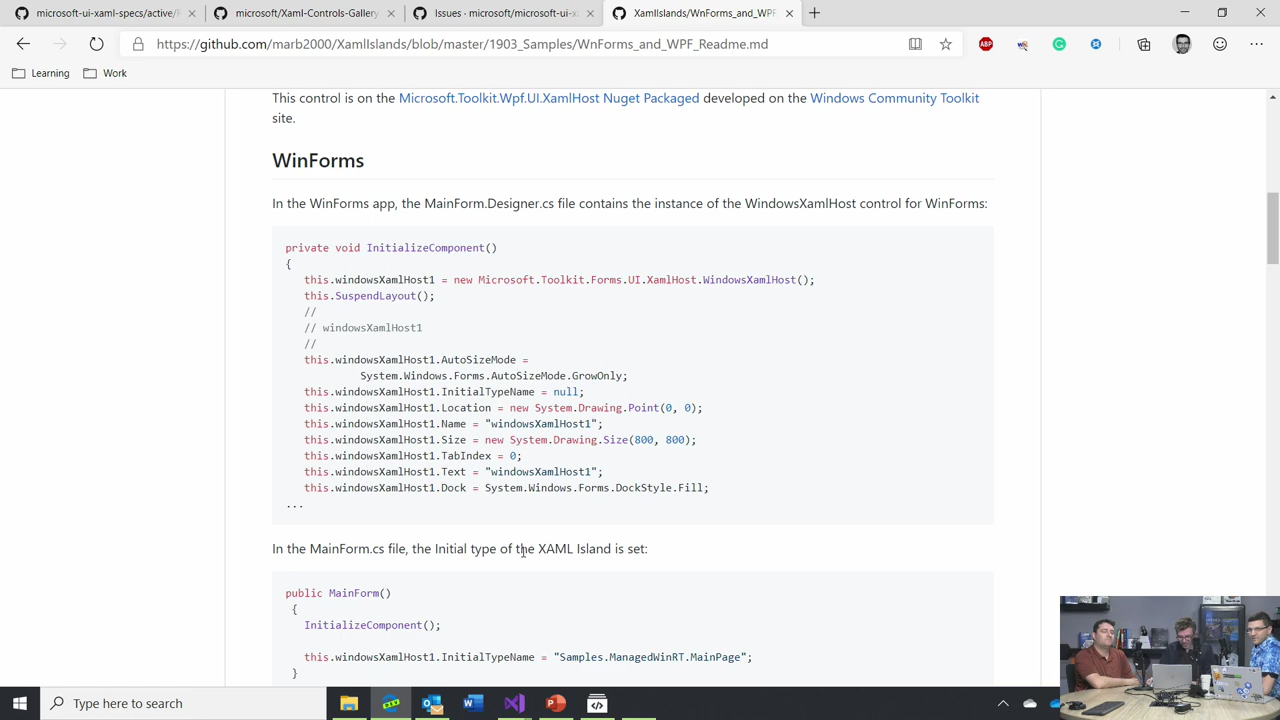 microsoft-ui-xaml-specs/active/
microsoft/Xaml-Controls-Gallery
Issues · microsoft/microsoft-ui-x
XamlIslands/WnForms_and_WPF
https://github.com/marb2000/XamlIslands/blob/master/1903_Samples/WnForms_and_WPF_Readme.md
ABP
Learning
Work
This control is on the Microsoft.Toolkit.Wpf.UI.XamlHost Nuget Packaged developed on the Windows Community Toolkit
site.
WinForms
In the WinForms app, the MainForm.Designer.cs file contains the instance of the WindowsXamlHost control for WinForms:
private void InitializeComponent()
{
this.windowsXamlHost1 = new Microsoft.Toolkit.Forms.UI.XamlHost.WindowsXamlHost();
this.SuspendLayout();
//
// windowsXamlHost1
//
this.windowsXamlHost1.AutoSizeMode =
System.Windows.Forms.AutoSizeMode.GrowOnly;
this.windowsXamlHost1.InitialTypeName = null;
this.windowsXamlHost1.Location = new System.Drawing.Point(0, 0);
this.windowsXamlHost1.Name = "windowsXamlHost1";
this.windowsXamlHost1.Size = new System.Drawing.Size(800, 800);
this.windowsXamlHost1.TabIndex = 0;
this.windowsXamlHost1.Text = "windowsXamlHost1";
this.windowsXamlHost1.Dock = System.Windows.Forms.DockStyle.Fill;
...
In the MainForm.cs file, the Initial type of the XAML Island is set:
public MainForm()
{
InitializeComponent();
this.windowsXamlHost1.InitialTypeName = "Samples.ManagedWinRT.MainPage";
}
Type here to search